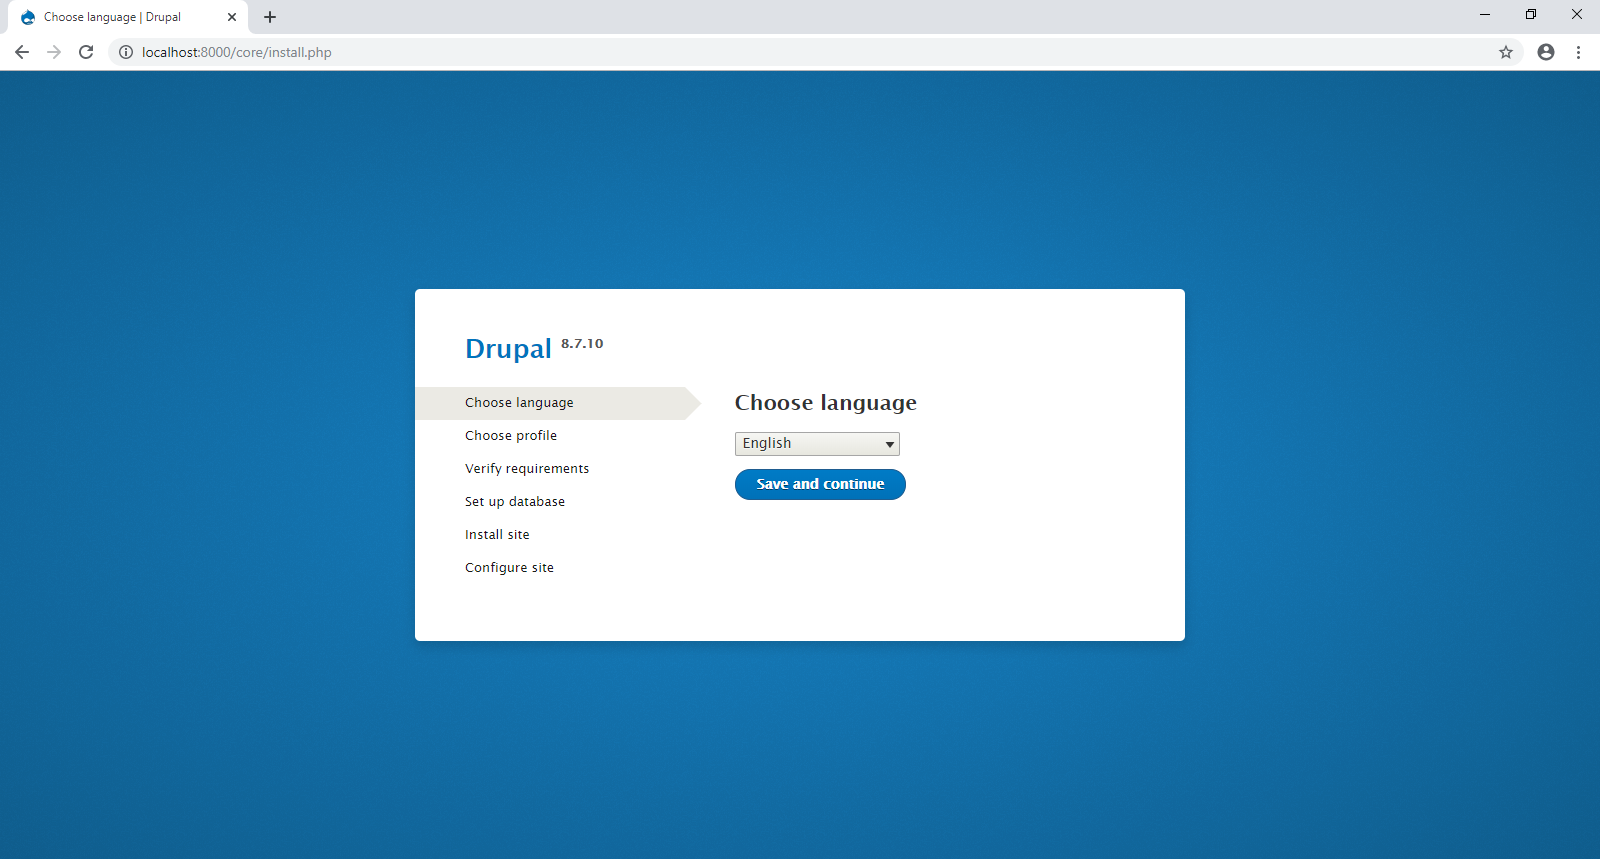 Choose language | Drupal
localhost:8000/core/install.php
Drupal 8.7.10
Choose language
Choose profile
Verify requirements
Set up database
Install site
Configure site
Choose language
English
Save and continue